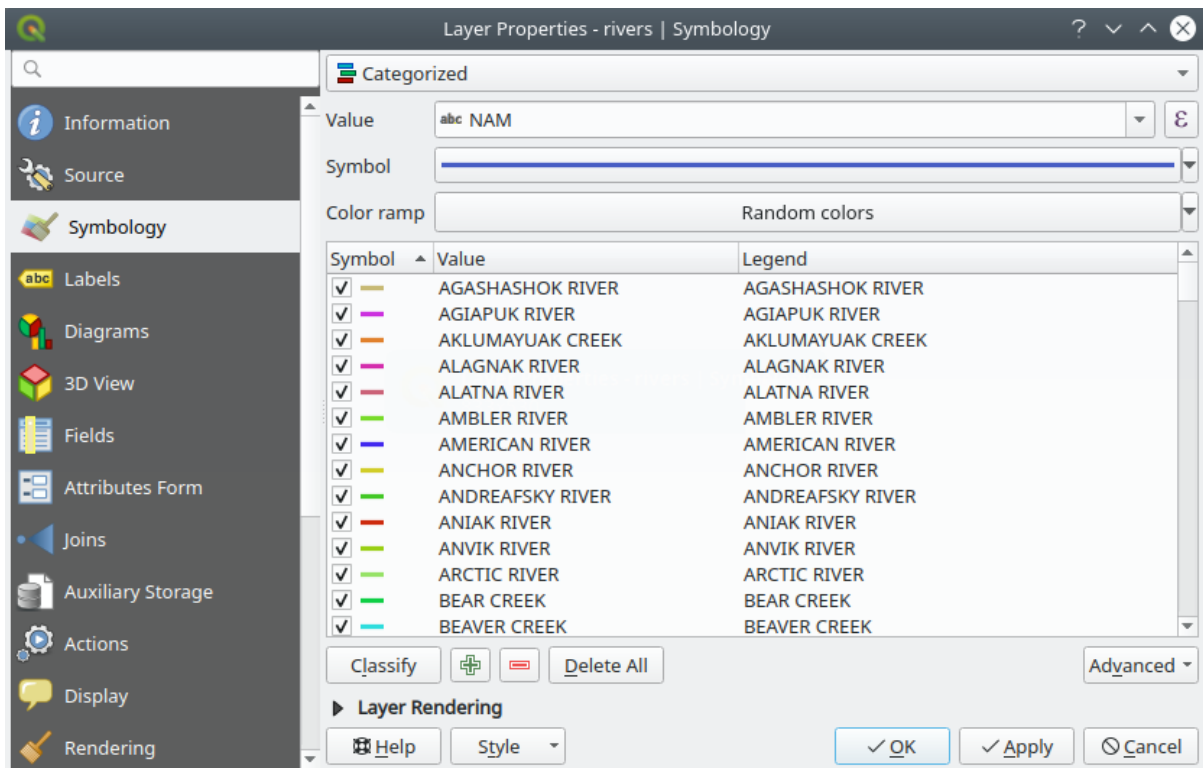 Layer Properties - rivers | Symbology
Information
Source
Symbology
abc Labels
Diagrams
3D View
Fields
Attributes Form
Joins
Auxiliary Storage
Actions
Display
Rendering
Categorized
Value abc NAM ε
Symbol
Color ramp Random colors
Symbol Value Legend
AGASHASHOK RIVER AGASHASHOK RIVER
AGIAPUK RIVER AGIAPUK RIVER
AKLUMAYUAK CREEK AKLUMAYUAK CREEK
ALAGNAK RIVER ALAGNAK RIVER
ALATNA RIVER ALATNA RIVER
AMBLER RIVER AMBLER RIVER
AMERICAN RIVER AMERICAN RIVER
ANCHOR RIVER ANCHOR RIVER
ANDREAFSKY RIVER ANDREAFSKY RIVER
ANIAK RIVER ANIAK RIVER
ANVIK RIVER ANVIK RIVER
ARCTIC RIVER ARCTIC RIVER
BEAR CREEK BEAR CREEK
BEAVER CREEK BEAVER CREEK
Classify Delete All Advanced
Layer Rendering
Help Style OK Apply Cancel